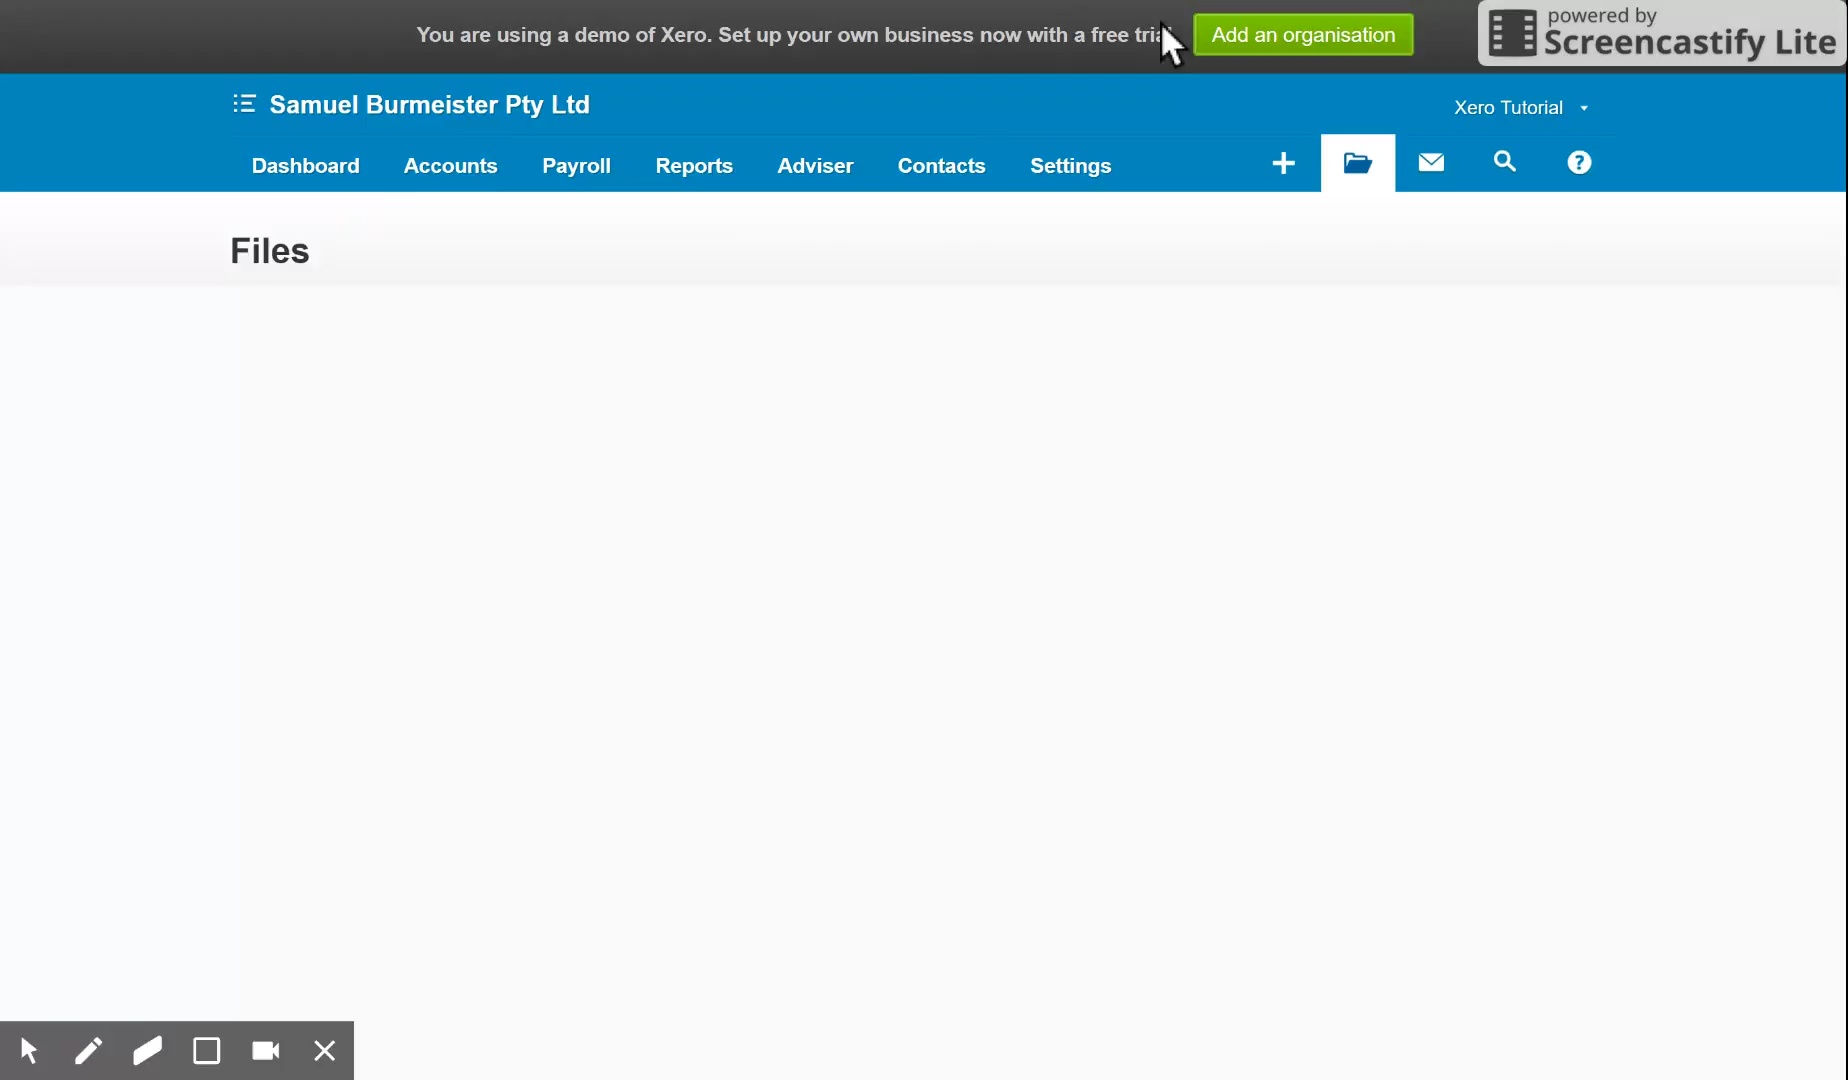 You are using a demo of Xero. Set up your own business now with a free
Add an organisation
powered by
Screencastify Lite
Samuel Burmeister Pty Ltd
Xero Tutorial
Dashboard Accounts Payroll Reports Adviser Contacts Settings
Files